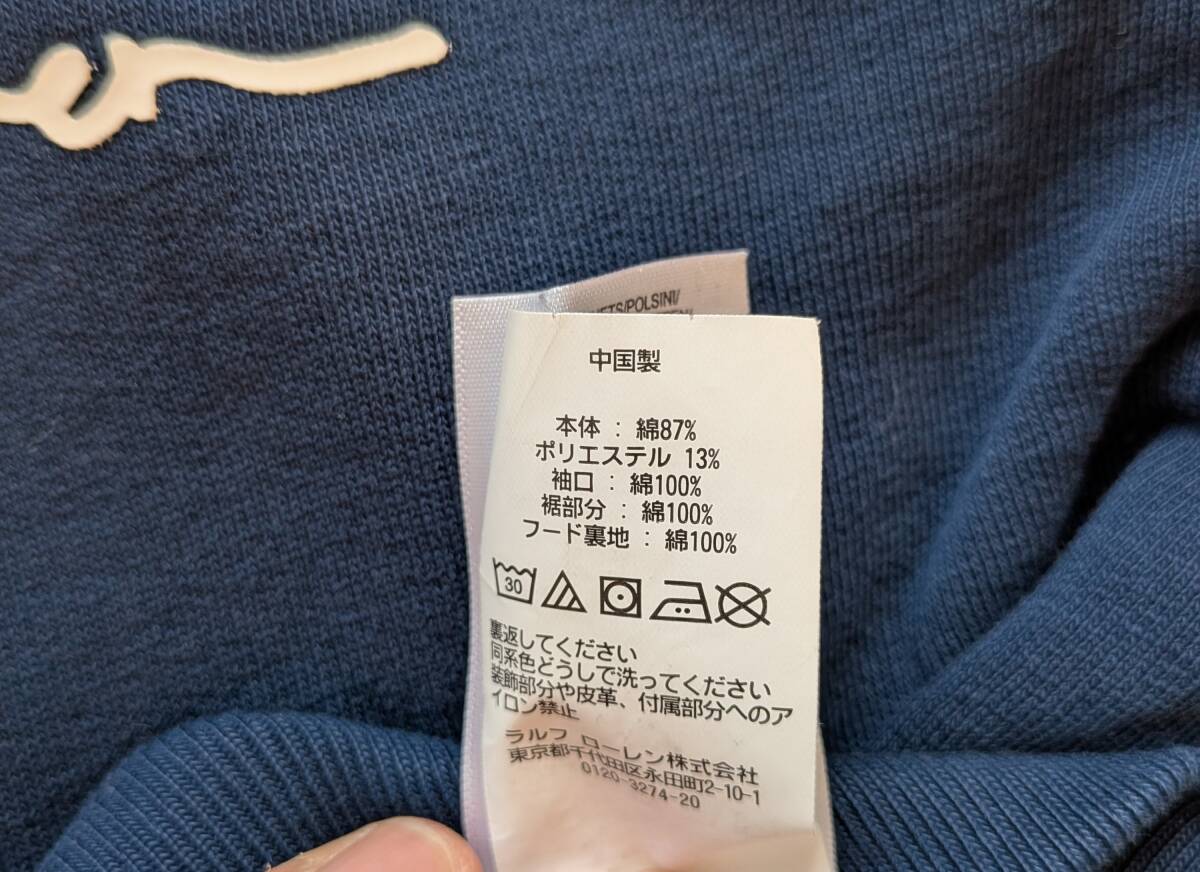 /POLSINI/
中国製
本体 : 綿87%
ポリエステル 13%
袖口 : 綿100%
裾部分 : 綿100%
フード裏地 : 綿100%
30
裏返してください
同系色どうしで洗ってください
装飾部分や皮革、付属部分へのア
イロン禁止
ラルフ ローレン株式会社
東京都千代田区永田町2-10-1
0120-3274-20